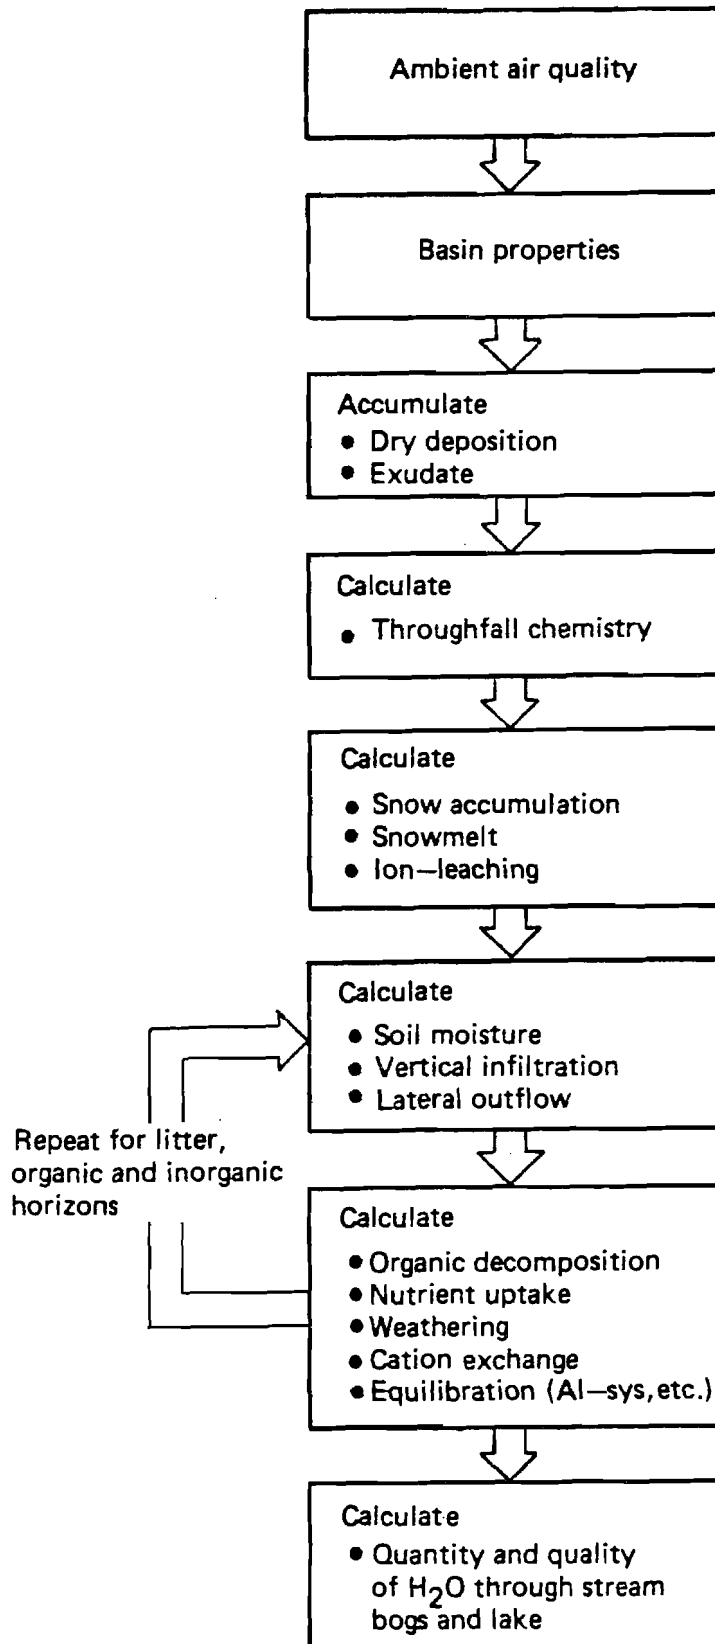 Ambient air quality
Basin properties
Accumulate
• Dry deposition
• Exudate
Calculate
• Throughfall chemistry
Calculate
• Snow accumulation
• Snowmelt
• Ion—leaching
Calculate
• Soil moisture
• Vertical infiltration
• Lateral outflow
Repeat for litter,
organic and inorganic
horizons
Calculate
• Organic decomposition
• Nutrient uptake
• Weathering
• Cation exchange
• Equilibration (Al—sys,etc.)
Calculate
• Quantity and quality
of H₂O through stream
bogs and lake